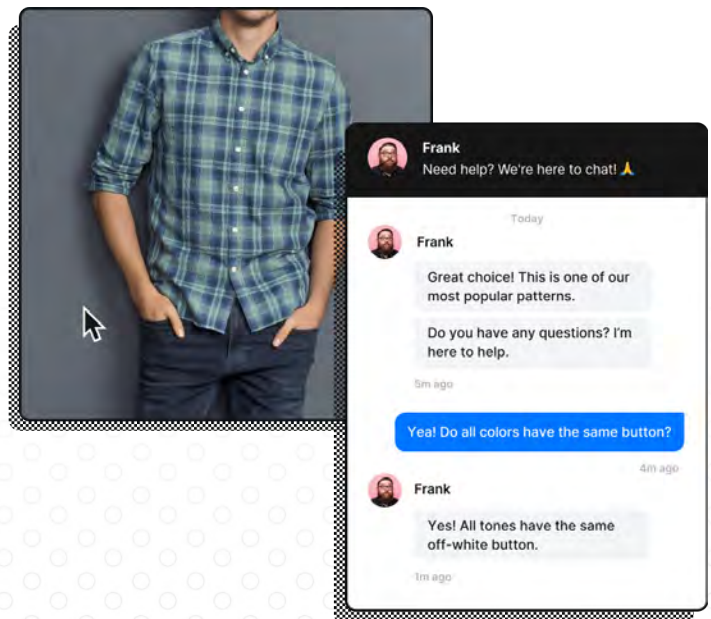 Frank
Need help? We're here to chat! 🙏
Today
Frank
Great choice! This is one of our
most popular patterns.
Do you have any questions? I'm
here to help.
5m ago
Yea! Do all colors have the same button?
4m ago
Frank
Yes! All tones have the same
off-white button.
1m ago